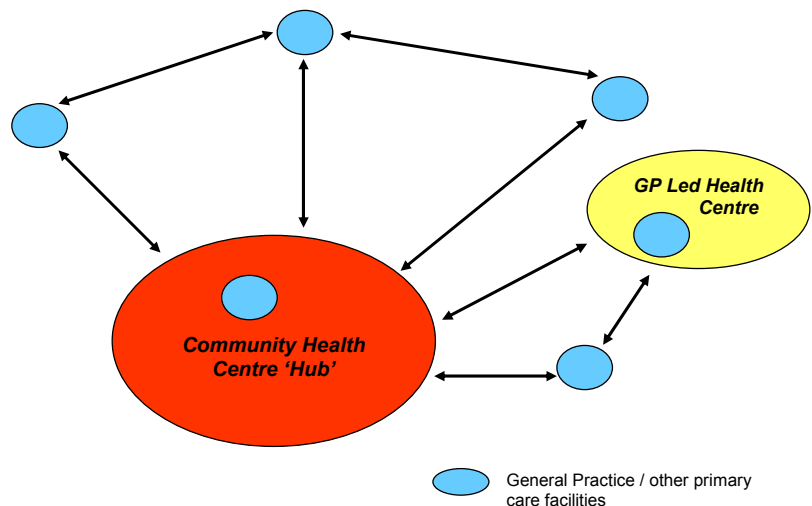 GP Led Health
Centre
Community Health
Centre ‘Hub’
General Practice / other primary
care facilities